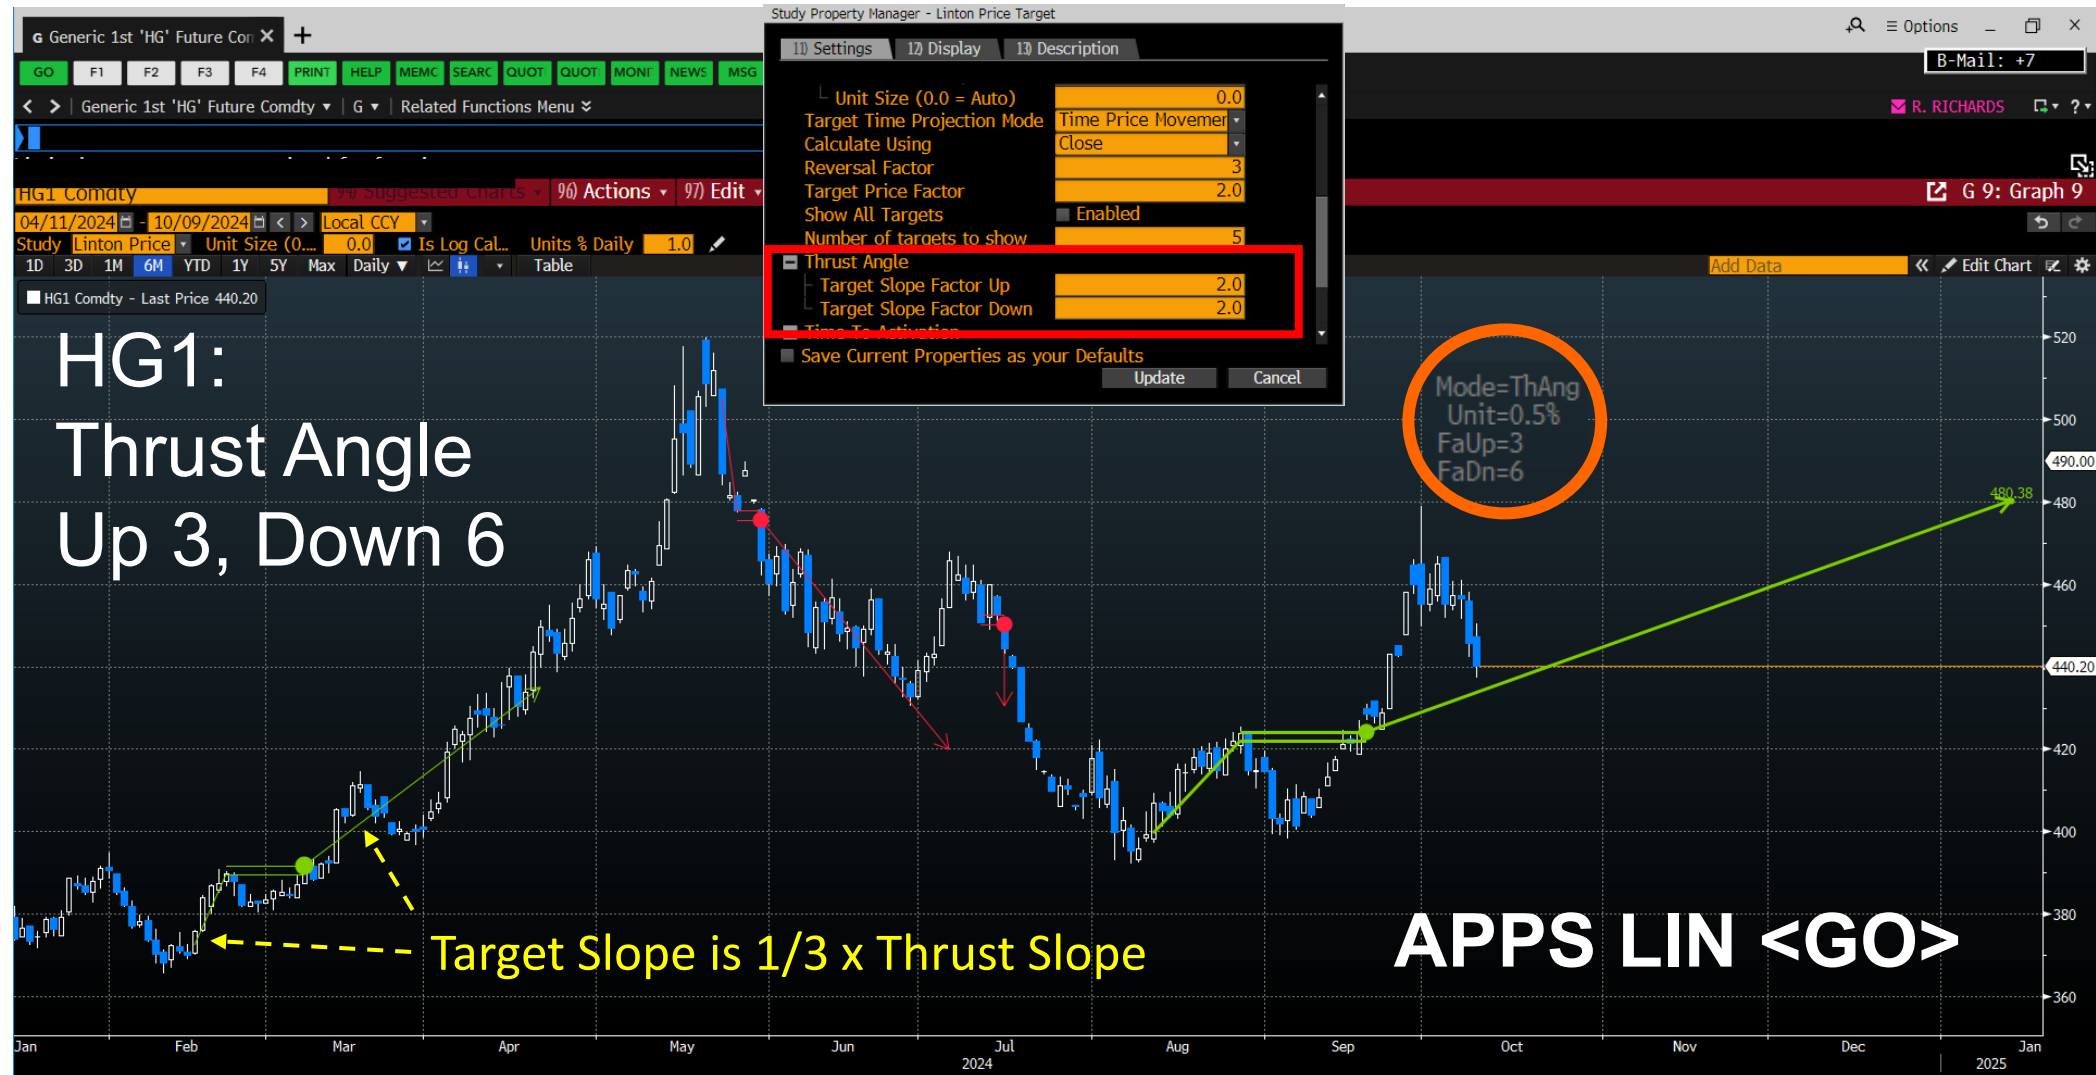 Study Property Manager - Linton Price Target
G Generic 1st 'HG' Future Con × +
Options
11) Settings 12) Display 13) Description
B-Mail: +7
GO F1 F2 F3 F4 PRINT HELP MEMC SEARC QUOT QUOT MONIT NEWS MSG
< > Generic 1st 'HG' Future Comdty G Related Functions Menu
R. RICHARDS ?
Unit Size (0.0 = Auto) 0.0
Target Time Projection Mode Time Price Movemer
Calculate Using Close
Reversal Factor 3
Target Price Factor 2.0
Show All Targets Enabled
Number of targets to show 5
Thrust Angle
Target Slope Factor Up 2.0
Target Slope Factor Down 2.0
Time To Activation
Save Current Properties as your Defaults
Update Cancel
HG1 Comdty 94) Suggested Charts 96) Actions 97) Edit
G 9: Graph 9
04/11/2024 - 10/09/2024 < > Local CCY
Study Linton Price Unit Size (0.... 0.0 Is Log Cal... Units % Daily 1.0
1D 3D 1M 6M YTD 1Y 5Y Max Daily ▼ Table
Add Data « Edit Chart
HG1 Comdty - Last Price 440.20
HG1:
Thrust Angle
Up 3, Down 6
Mode=ThAng
Unit=0.5%
FaUp=3
FaDn=6
480.38
520
500
490.00
480
460
440.20
420
400
380
360
Target Slope is 1/3 x Thrust Slope
APPS LIN <GO>
Jan Feb Mar Apr May Jun Jul Aug Sep Oct Nov Dec Jan
2024 2025